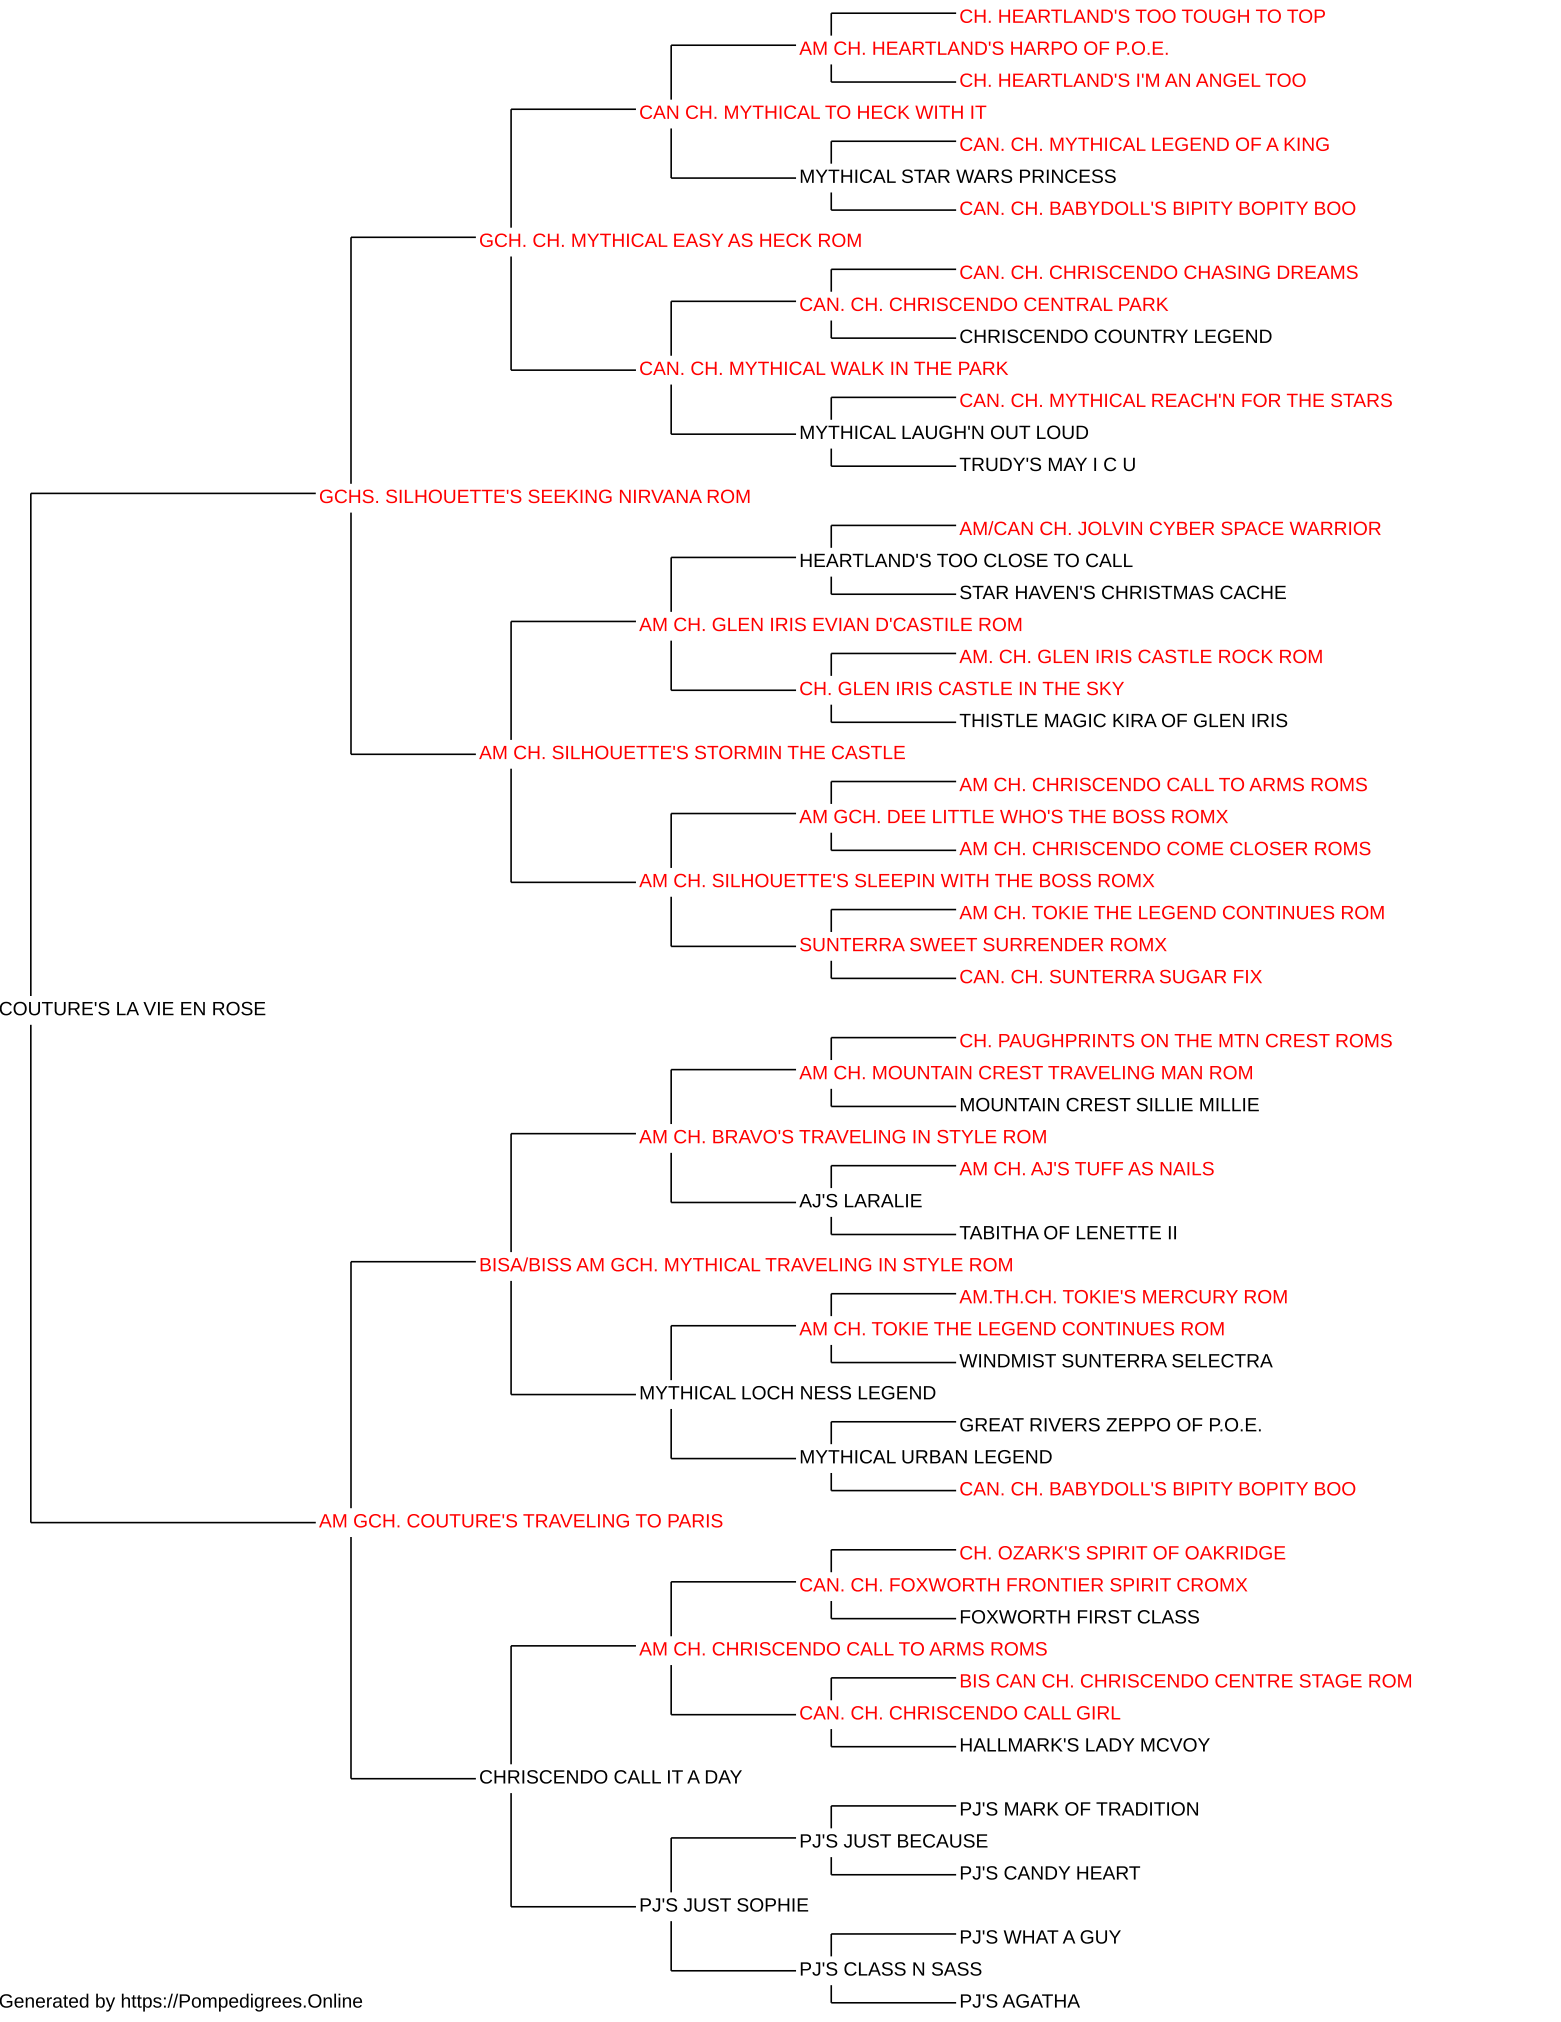 CH. HEARTLAND'S TOO TOUGH TO TOP
AM CH. HEARTLAND'S HARPO OF P.O.E.
CH. HEARTLAND'S I'M AN ANGEL TOO
CAN CH. MYTHICAL TO HECK WITH IT
CAN. CH. MYTHICAL LEGEND OF A KING
MYTHICAL STAR WARS PRINCESS
CAN. CH. BABYDOLL'S BIPITY BOPITY BOO
GCH. CH. MYTHICAL EASY AS HECK ROM
CAN. CH. CHRISCENDO CHASING DREAMS
CAN. CH. CHRISCENDO CENTRAL PARK
CHRISCENDO COUNTRY LEGEND
CAN. CH. MYTHICAL WALK IN THE PARK
CAN. CH. MYTHICAL REACH'N FOR THE STARS
MYTHICAL LAUGH'N OUT LOUD
TRUDY'S MAY I C U
GCHS. SILHOUETTE'S SEEKING NIRVANA ROM
AM/CAN CH. JOLVIN CYBER SPACE WARRIOR
HEARTLAND'S TOO CLOSE TO CALL
STAR HAVEN'S CHRISTMAS CACHE
AM CH. GLEN IRIS EVIAN D'CASTILE ROM
AM. CH. GLEN IRIS CASTLE ROCK ROM
CH. GLEN IRIS CASTLE IN THE SKY
THISTLE MAGIC KIRA OF GLEN IRIS
AM CH. SILHOUETTE'S STORMIN THE CASTLE
AM CH. CHRISCENDO CALL TO ARMS ROMS
AM GCH. DEE LITTLE WHO'S THE BOSS ROMX
AM CH. CHRISCENDO COME CLOSER ROMS
AM CH. SILHOUETTE'S SLEEPIN WITH THE BOSS ROMX
AM CH. TOKIE THE LEGEND CONTINUES ROM
SUNTERRA SWEET SURRENDER ROMX
CAN. CH. SUNTERRA SUGAR FIX
COUTURE'S LA VIE EN ROSE
CH. PAUGHPRINTS ON THE MTN CREST ROMS
AM CH. MOUNTAIN CREST TRAVELING MAN ROM
MOUNTAIN CREST SILLIE MILLIE
AM CH. BRAVO'S TRAVELING IN STYLE ROM
AM CH. AJ'S TUFF AS NAILS
AJ'S LARALIE
TABITHA OF LENETTE II
BISA/BISS AM GCH. MYTHICAL TRAVELING IN STYLE ROM
AM.TH.CH. TOKIE'S MERCURY ROM
AM CH. TOKIE THE LEGEND CONTINUES ROM
WINDMIST SUNTERRA SELECTRA
MYTHICAL LOCH NESS LEGEND
GREAT RIVERS ZEPPO OF P.O.E.
MYTHICAL URBAN LEGEND
CAN. CH. BABYDOLL'S BIPITY BOPITY BOO
AM GCH. COUTURE'S TRAVELING TO PARIS
CH. OZARK'S SPIRIT OF OAKRIDGE
CAN. CH. FOXWORTH FRONTIER SPIRIT CROMX
FOXWORTH FIRST CLASS
AM CH. CHRISCENDO CALL TO ARMS ROMS
BIS CAN CH. CHRISCENDO CENTRE STAGE ROM
CAN. CH. CHRISCENDO CALL GIRL
HALLMARK'S LADY MCVOY
CHRISCENDO CALL IT A DAY
PJ'S MARK OF TRADITION
PJ'S JUST BECAUSE
PJ'S CANDY HEART
PJ'S JUST SOPHIE
PJ'S WHAT A GUY
PJ'S CLASS N SASS
PJ'S AGATHA
Generated by https://Pompedigrees.Online